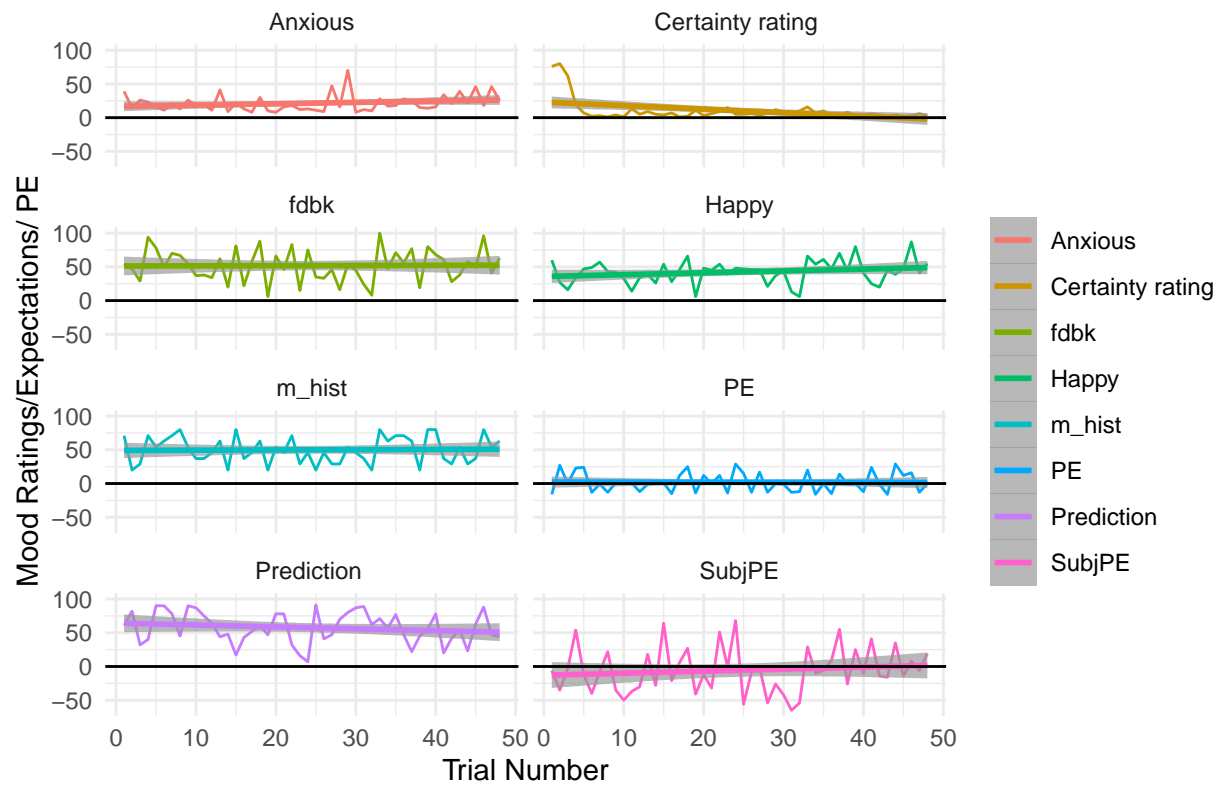 Anxious
Certainty rating
100
50
0
−50
fdbk
Happy
100
50
0
−50
m_hist
PE
100
50
0
−50
Prediction
SubjPE
100
50
0
−50
0 10 20 30 40 50 0 10 20 30 40 50
Trial Number
Mood Ratings/Expectations/ PE
Anxious
Certainty rating
fdbk
Happy
m_hist
PE
Prediction
SubjPE